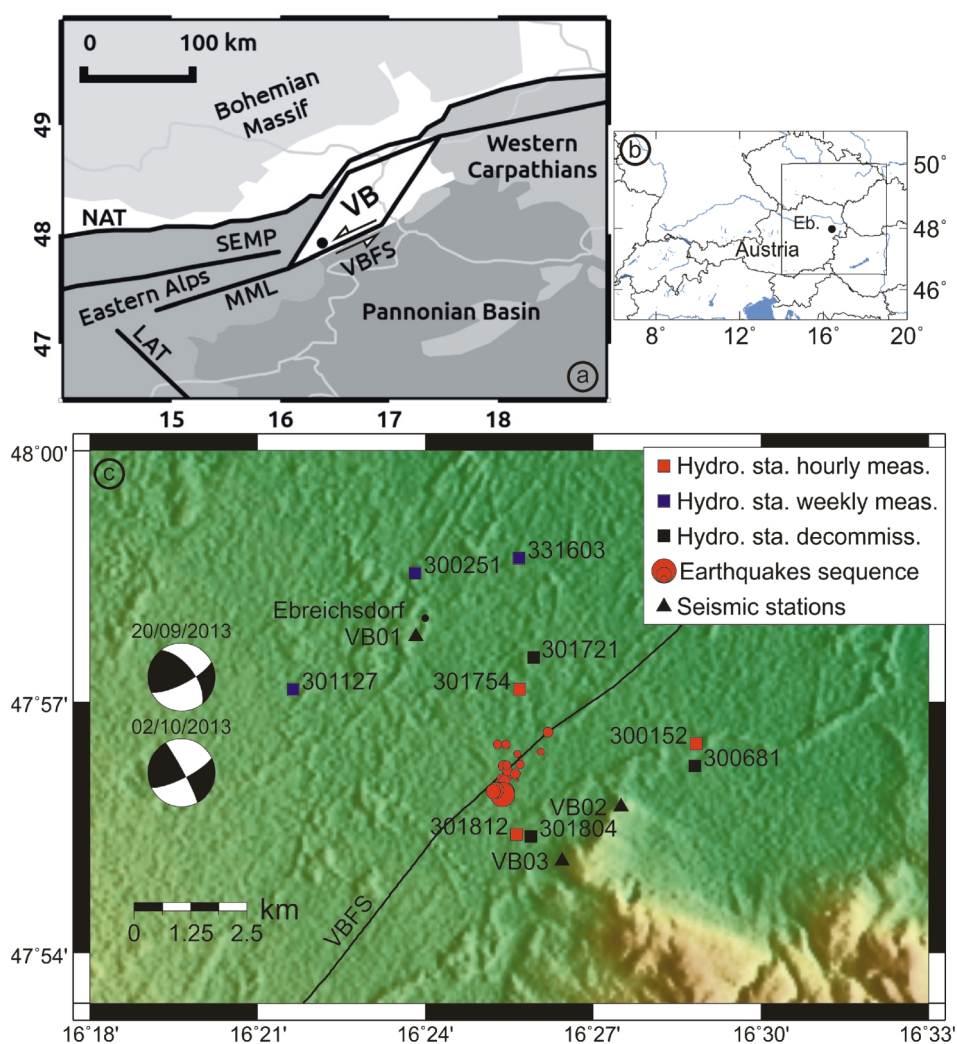 0 100 km
Bohemian
Massif
Western
Carpathians
NAT
VB
SEMP
VBFS
Eastern Alps
MML
LAT
Pannonian Basin
a
49
48
47
15 16 17 18
b
Eb.
Austria
50°
48°
46°
8° 12° 16° 20
c
Hydro. sta. hourly meas.
Hydro. sta. weekly meas.
Hydro. sta. decommiss.
Earthquakes sequence
Seismic stations
300251
331603
Ebreichsdorf
VB01
20/09/2013
301721
301127
301754
02/10/2013
300152
300681
VB02
301812
301804
VB03
VBFS
km
0 1.25 2.5
48°00'
47°57'
47°54'
16°18' 16°21' 16°24' 16°27' 16°30' 16°33'